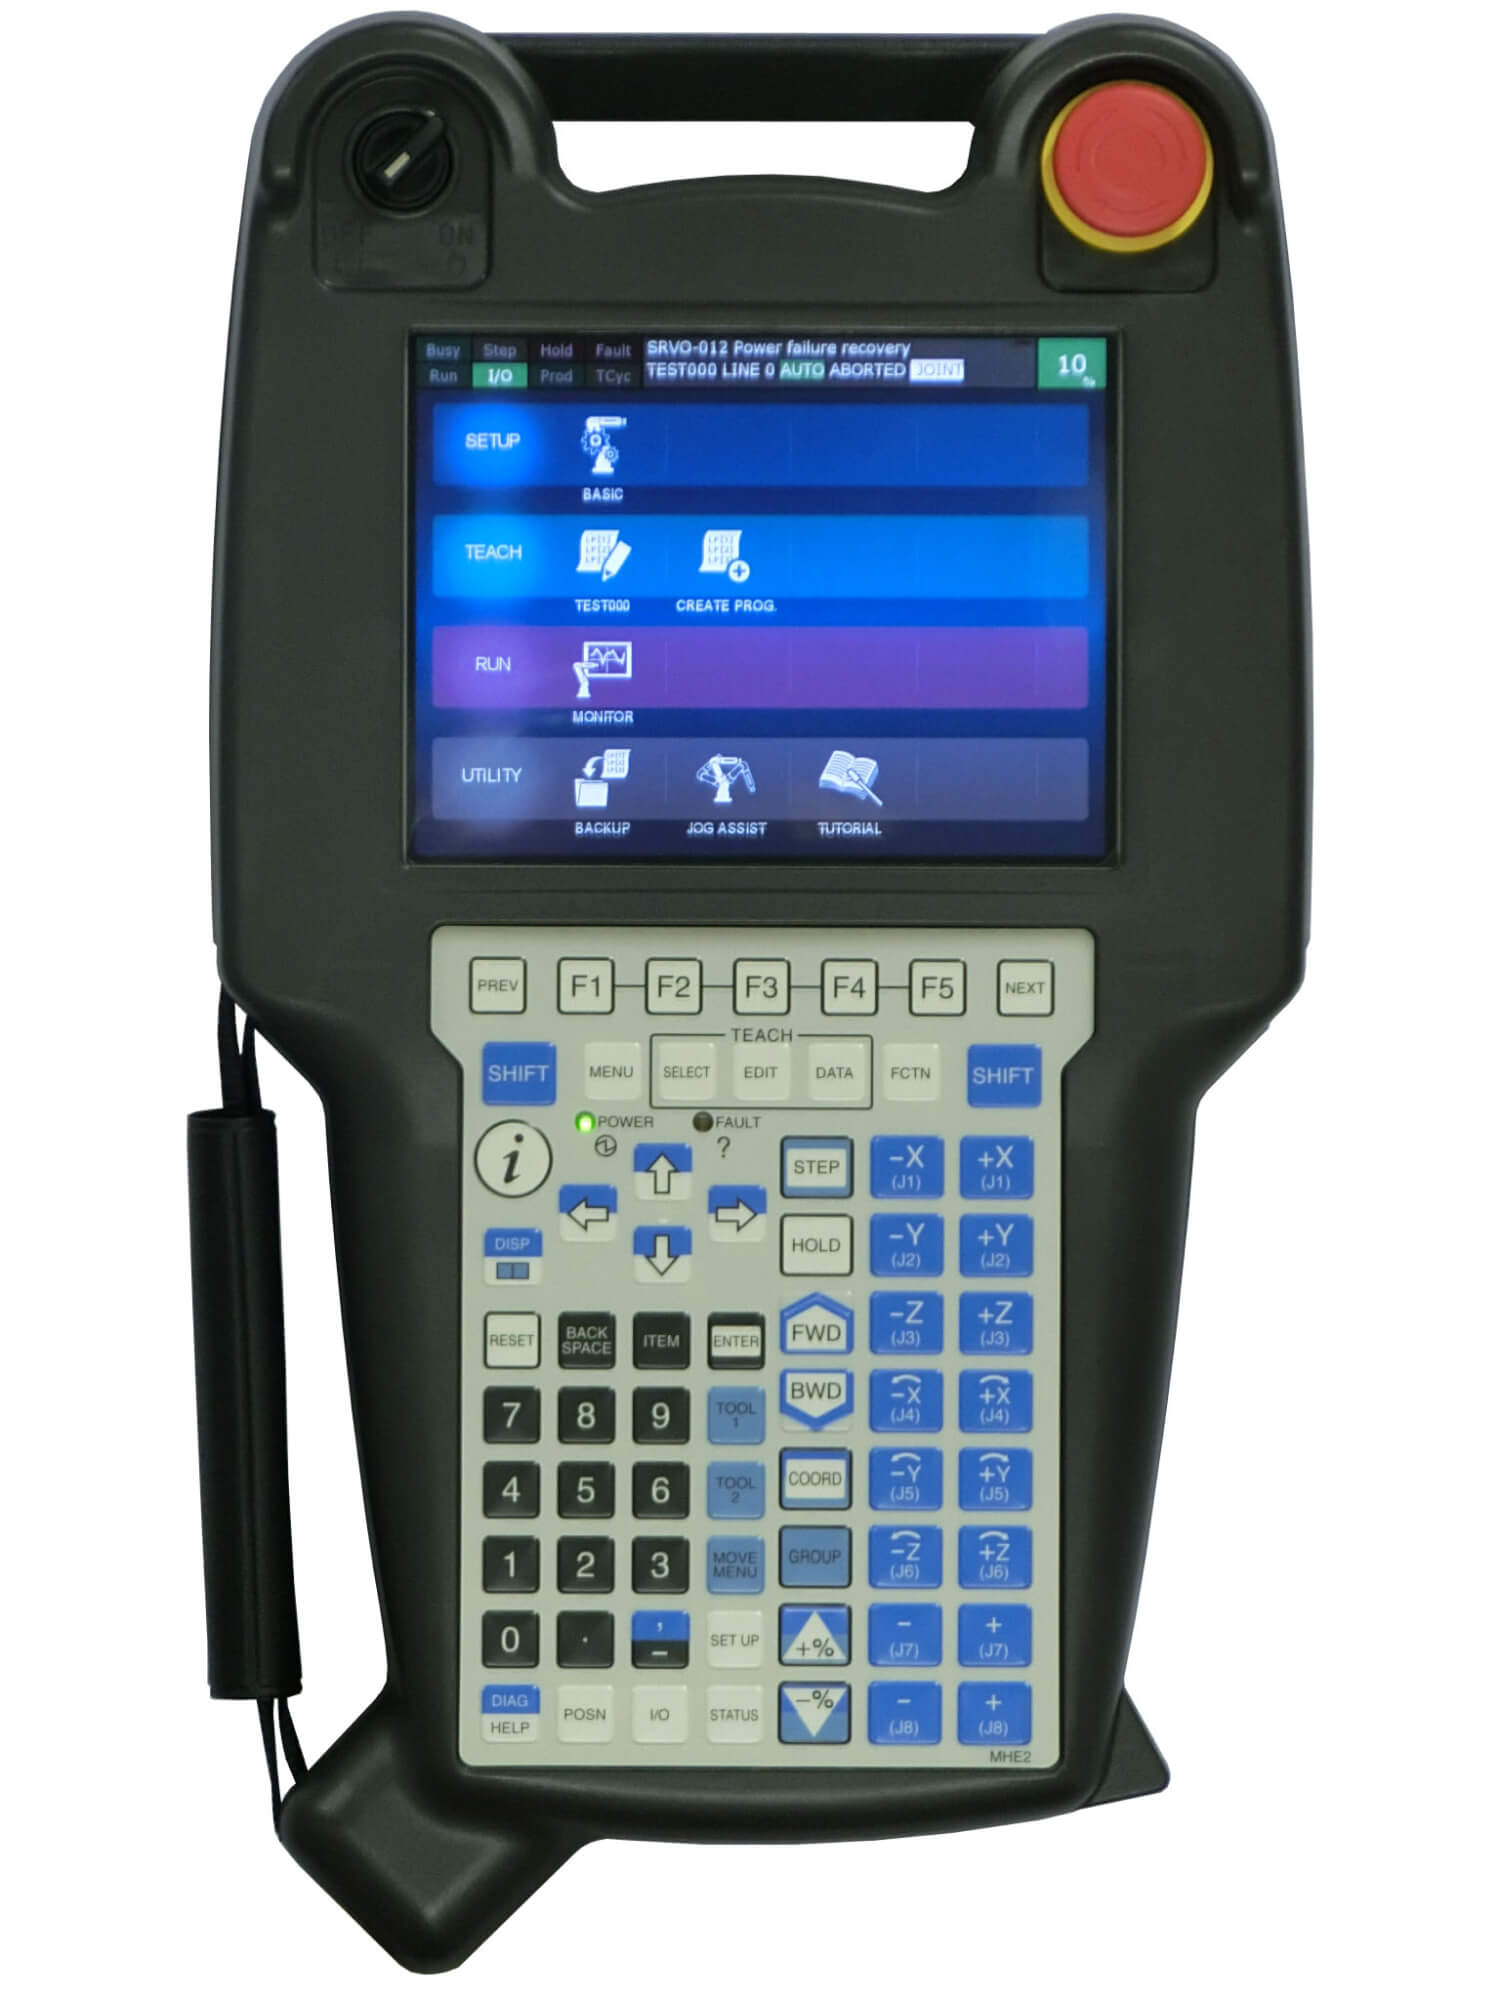 OFF ON
Busy Step Hold Fault SRVO-012 Power failure recovery
Run I/O Prod TCyc TEST000 LINE 0 AUTO ABORTED JOINT
10 %
SETUP
BASIC
TEACH
TEST000 CREATE PROG.
RUN
MONITOR
UTILITY
BACKUP JOG ASSIST TUTORIAL
PREV F1 F2 F3 F4 F5 NEXT
TEACH
SHIFT MENU SELECT EDIT DATA FCTN SHIFT
POWER FAULT
i ? STEP -X (J1) +X (J1)
DISP HOLD -Y (J2) +Y (J2)
RESET BACK SPACE ITEM ENTER FWD -Z (J3) +Z (J3)
7 8 9 TOOL 1 BWD -X (J4) +X (J4)
4 5 6 TOOL 2 COORD -Y (J5) +Y (J5)
1 2 3 MOVE MENU GROUP -Z (J6) +Z (J6)
0 . , - SET UP +% - (J7) + (J7)
DIAG HELP POSN I/O STATUS -% - (J8) + (J8)
MHE2